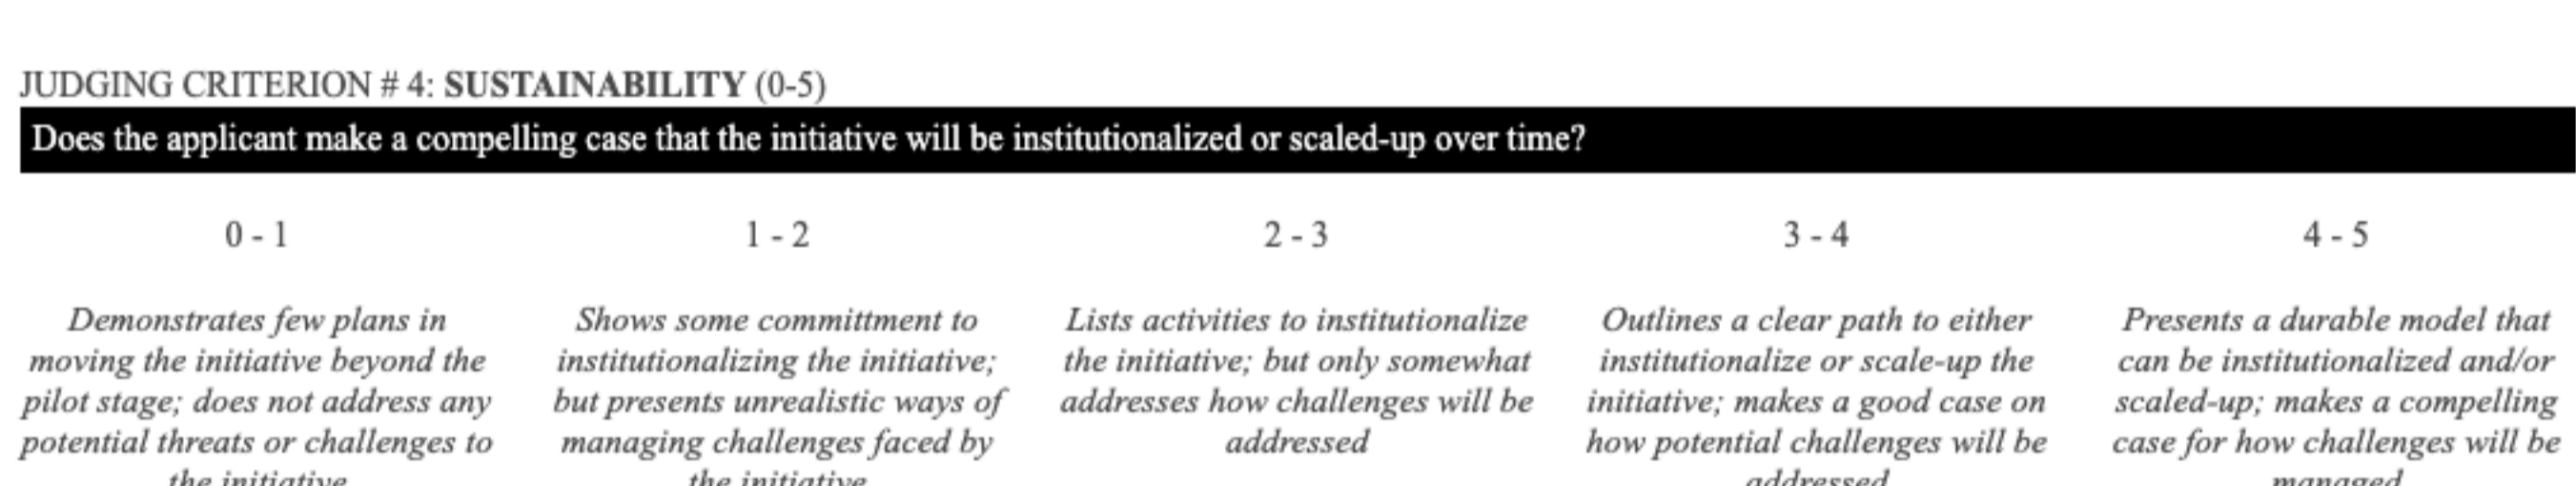 JUDGING CRITERION # 4: SUSTAINABILITY (0-5)
Does the applicant make a compelling case that the initiative will be institutionalized or scaled-up over time?
0 - 1
Demonstrates few plans in
moving the initiative beyond the
pilot stage; does not address any
potential threats or challenges to
the initiative
1 - 2
Shows some committment to
institutionalizing the initiative;
but presents unrealistic ways of
managing challenges faced by
the initiative
2 - 3
Lists activities to institutionalize
the initiative; but only somewhat
addresses how challenges will be
addressed
3 - 4
Outlines a clear path to either
institutionalize or scale-up the
initiative; makes a good case on
how potential challenges will be
addressed
4 - 5
Presents a durable model that
can be institutionalized and/or
scaled-up; makes a compelling
case for how challenges will be
managed